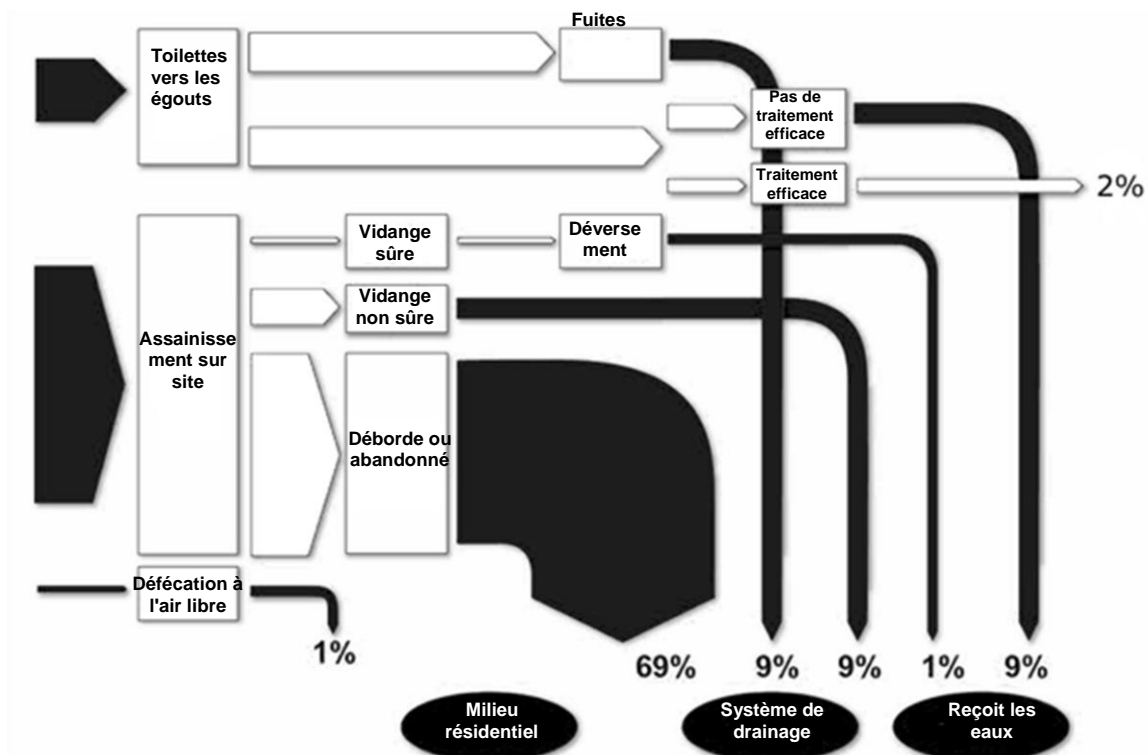 Fuites
Toilettes
vers les
égouts
Pas de
traitement
efficace
Traitement
efficace
2%
Vidange
sûre
Déverse
ment
Vidange
non sûre
Assainisse
ment sur
site
Déborde ou
abandonné
Défécation à
l'air libre
1%
69%
9%
9%
1%
9%
Milieu
résidentiel
Système de
drainage
Reçoit les
eaux